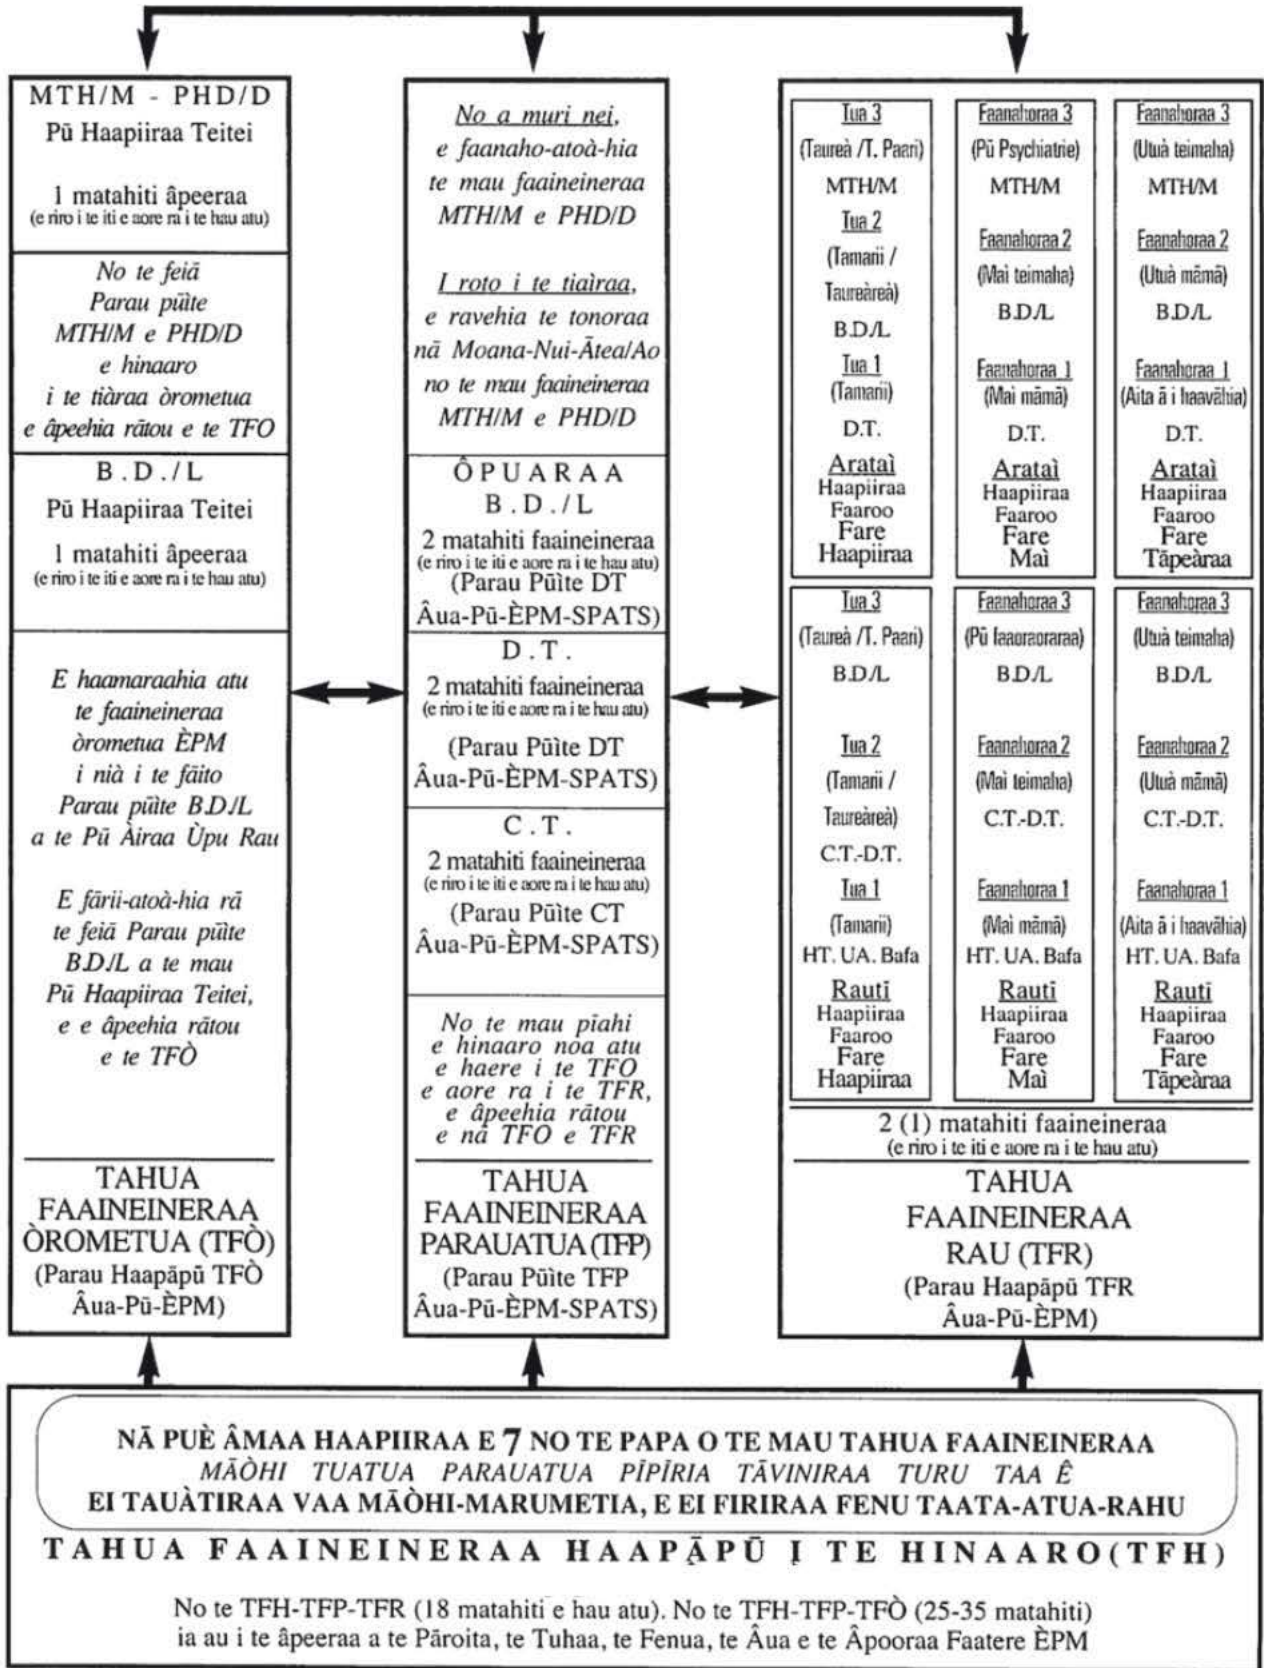 MTH/M - PHD/D
Pū Haapiiraa Teitei
1 matahiti âpeeraa
(e riro i te iti e aore ra i te hau atu)
No te feiā
Parau pūìte
MTH/M e PHD/D
e hinaaro
i te tiàraa òrometua
e âpeehia rātou e te TFO
B.D./L
Pū Haapiiraa Teitei
1 matahiti âpeeraa
(e riro i te iti e aore ra i te hau atu)
E haamaraahia atu
te faaineineraa
òrometua ÈPM
i nià i te fāito
Parau pūìte B.D./L
a te Pū Àiraa Ùpu Rau
E fārii-atoà-hia rā
te feiā Parau pūìte
B.D./L a te mau
Pū Haapiiraa Teitei,
e e âpeehia rātou
e te TFÒ
TAHUA
FAAINEINERAA
ÒROMETUA (TFÒ)
(Parau Haapāpū TFÒ
Âua-Pū-ÈPM)
No a muri nei,
e faanaho-atoà-hia
te mau faaineineraa
MTH/M e PHD/D
I roto i te tiaìraa,
e ravehia te tonoraa
nā Moana-Nui-Ātea/Ao
no te mau faaineineraa
MTH/M e PHD/D
ÔPUARAA
B.D./L
2 matahiti faaineineraa
(e riro i te iti e aore ra i te hau atu)
(Parau Pūìte DT
Âua-Pū-ÈPM-SPATS)
D.T.
2 matahiti faaineineraa
(e riro i te iti e aore ra i te hau atu)
(Parau Pūìte DT
Âua-Pū-ÈPM-SPATS)
C.T.
2 matahiti faaineineraa
(e riro i te iti e aore ra i te hau atu)
(Parau Pūìte CT
Âua-Pū-ÈPM-SPATS)
No te mau pīahi
e hinaaro noa atu
e haere i te TFO
e aore ra i te TFR,
e âpeehia rātou
e nā TFO e TFR
TAHUA
FAAINEINERAA
PARAUATUA (TFP)
(Parau Pūìte TFP
Âua-Pū-ÈPM-SPATS)
Tua 3
(Taureà /T. Paari)
MTH/M
Tua 2
(Tamarii /
Taureàreà)
B.D./L
Tua 1
(Tamarii)
D.T.
Arataì
Haapiiraa
Faaroo
Fare
Haapiiraa
Faanahoraa 3
(Pū Psychiatrie)
MTH/M
Faanahoraa 2
(Maì teimaha)
B.D./L
Faanahoraa 1
(Maì māmā)
D.T.
Arataì
Haapiiraa
Faaroo
Fare
Maì
Faanahoraa 3
(Utuà teimaha)
MTH/M
Faanahoraa 2
(Utuà māmā)
B.D./L
Faanahoraa 1
(Aita ā i haavāhia)
D.T.
Arataì
Haapiiraa
Faaroo
Fare
Tāpeàraa
Tua 3
(Taureà /T. Paari)
B.D./L
Tua 2
(Tamarii /
Taureàreà)
C.T.-D.T.
Tua 1
(Tamarii)
HT. UA. Bafa
Rautī
Haapiiraa
Faaroo
Fare
Haapiiraa
Faanahoraa 3
(Pū faaoraoraraa)
B.D./L
Faanahoraa 2
(Maì teimaha)
C.T.-D.T.
Faanahoraa 1
(Maì māmā)
HT. UA. Bafa
Rautī
Haapiiraa
Faaroo
Fare
Maì
Faanahoraa 3
(Utuà teimaha)
B.D./L
Faanahoraa 2
(Utuà māmā)
C.T.-D.T.
Faanahoraa 1
(Aita ā i haavāhia)
HT. UA. Bafa
Rautī
Haapiiraa
Faaroo
Fare
Tāpeàraa
2 (1) matahiti faaineineraa
(e riro i te iti e aore ra i te hau atu)
TAHUA
FAAINEINERAA
RAU (TFR)
(Parau Haapāpū TFR
Âua-Pū-ÈPM)
NĀ PUÈ ÂMAA HAAPIIRAA E 7 NO TE PAPA O TE MAU TAHUA FAAINEINERAA
MĀÒHI TUATUA PARAUATUA PĪPĪRIA TĀVINIRAA TURU TAA Ê
EI TAUÀTIRAA VAA MĀÒHI-MARUMETIA, E EI FIRIRAA FENU TAATA-ATUA-RAHU
TAHUA FAAINEINERAA HAAPĀPŪ I TE HINAARO (TFH)
No te TFH-TFP-TFR (18 matahiti e hau atu). No te TFH-TFP-TFÒ (25-35 matahiti)
ia au i te âpeeraa a te Pāroita, te Tuhaa, te Fenua, te Âua e te Âpooraa Faatere ÈPM